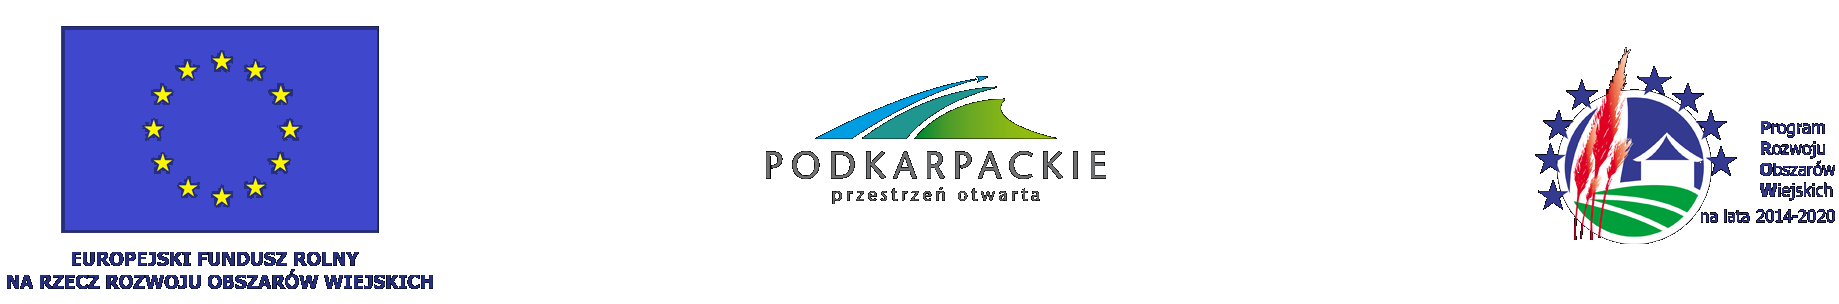 EUROPEJSKI FUNDUSZ ROLNY
NA RZECZ ROZWOJU OBSZARÓW WIEJSKICH
PODKARPACKIE
przestrzeń otwarta
Program
Rozwoju
Obszarów
Wiejskich
na lata 2014-2020